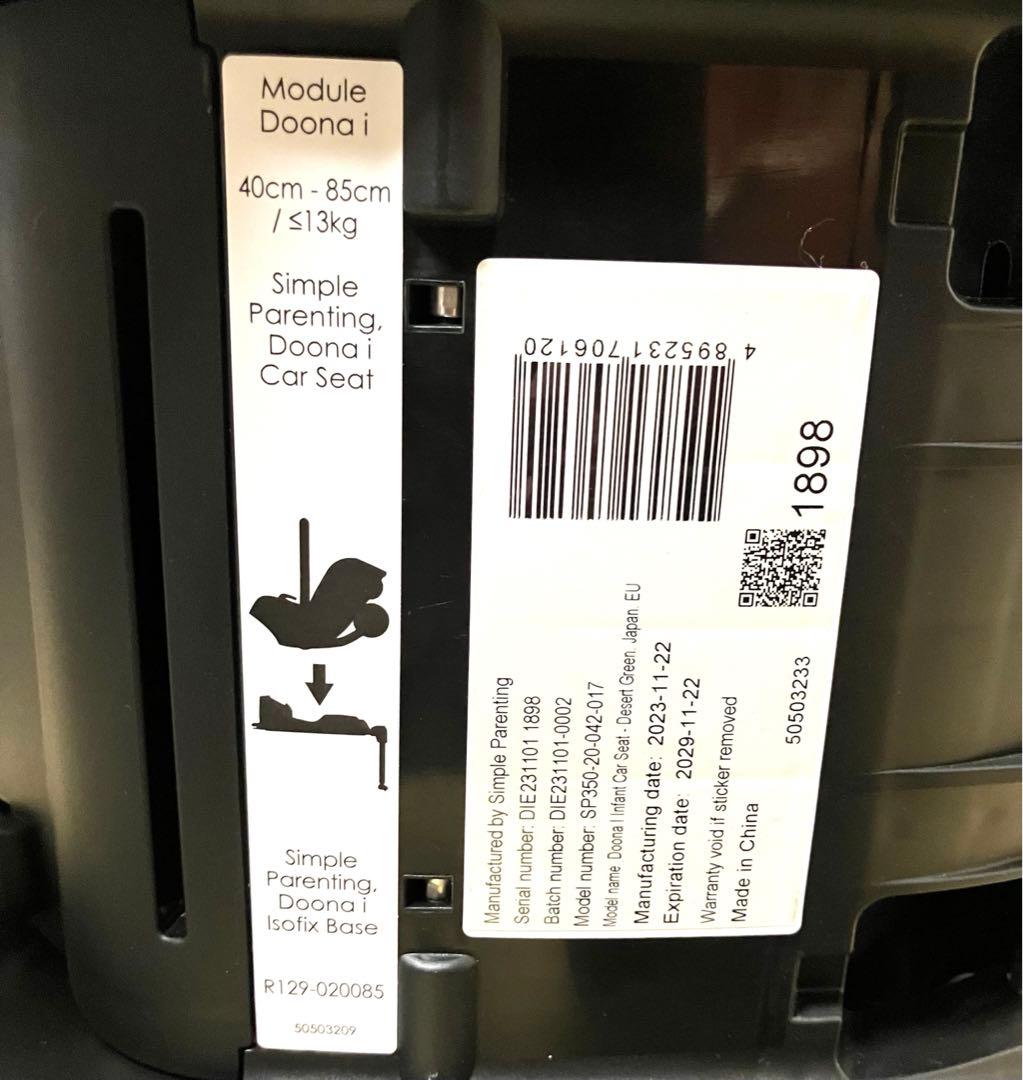 Module
Doona i
40cm - 85cm
/ ≤13kg
Simple
Parenting,
Doona i
Car Seat
Simple
Parenting,
Doona i
Isofix Base
R129-020085
50503209
4 895231 706120
1898
Manufactured by Simple Parenting
Serial number: DIE231101 1898
Batch number: DIE231101-0002
Model number: SP350-20-042-017
Model name Doona I Infant Car Seat - Desert Green. Japan. EU
Manufacturing date: 2023-11-22
Expiration date: 2029-11-22
Warranty void if sticker removed
Made in China
50503233